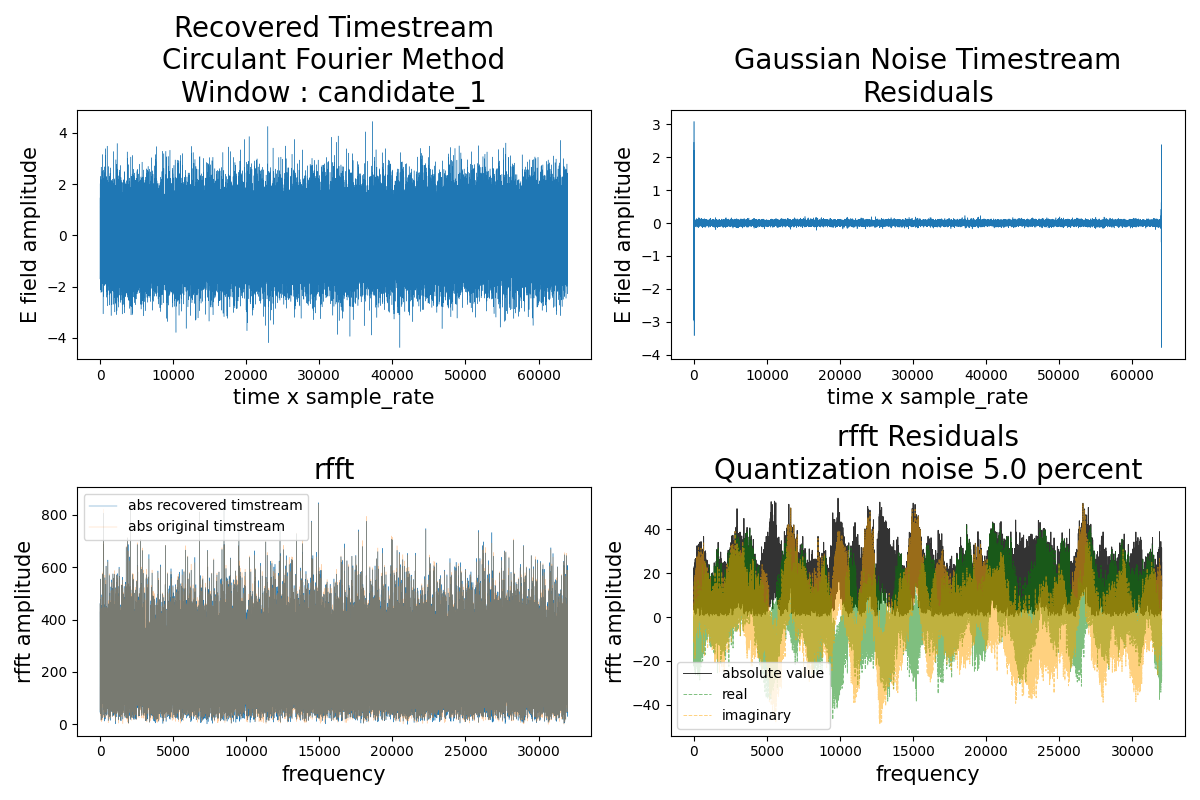 Recovered Timestream
Circulant Fourier Method
Window : candidate_1
E field amplitude
4
2
0
−2
−4
0 10000 20000 30000 40000 50000 60000
time x sample_rate
Gaussian Noise Timestream
Residuals
E field amplitude
3
2
1
0
−1
−2
−3
−4
0 10000 20000 30000 40000 50000 60000
time x sample_rate
rfft
rfft amplitude
800
600
400
200
0
abs recovered timstream
abs original timstream
0 5000 10000 15000 20000 25000 30000
frequency
rfft Residuals
Quantization noise 5.0 percent
rfft amplitude
40
20
0
−20
−40
absolute value
real
imaginary
0 5000 10000 15000 20000 25000 30000
frequency